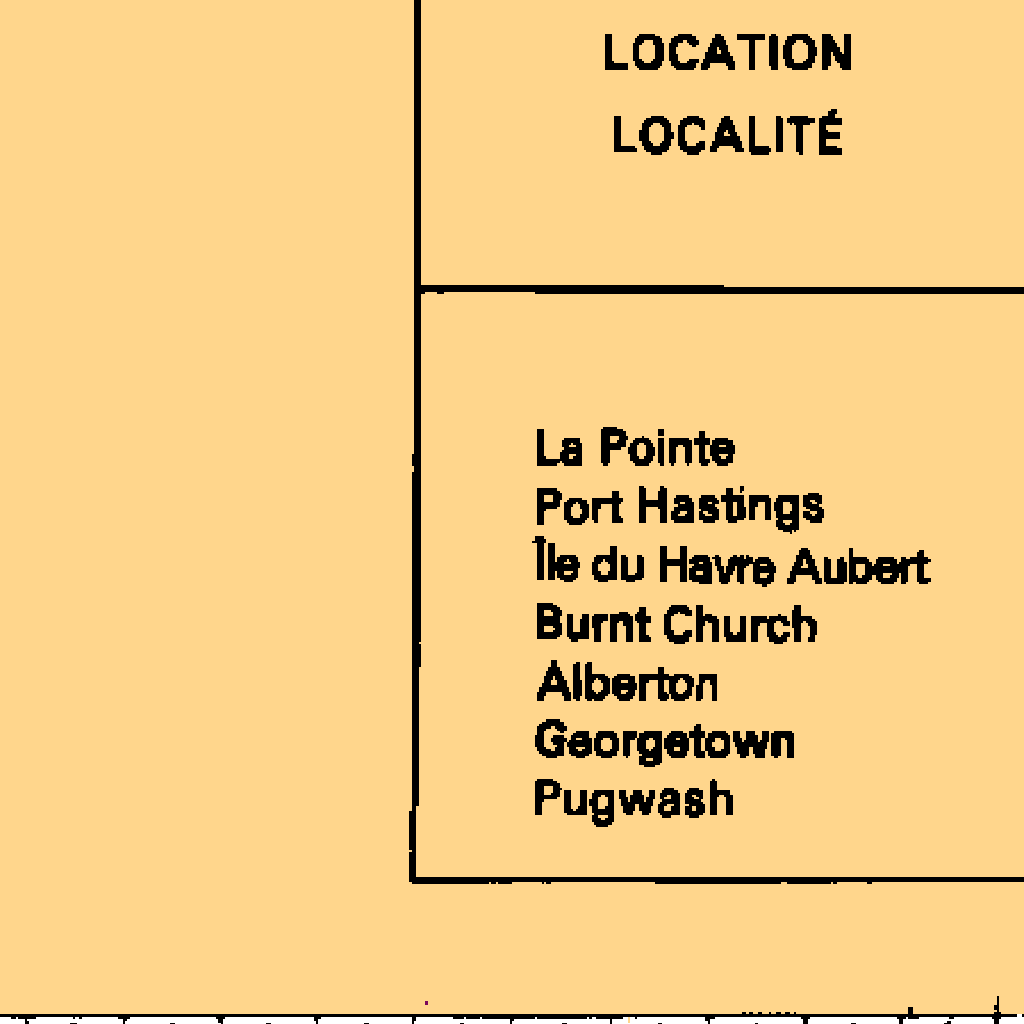 LOCATION
LOCALITÉ
La Pointe
Port Hastings
Île du Havre Aubert
Burnt Church
Alberton
Georgetown
Pugwash